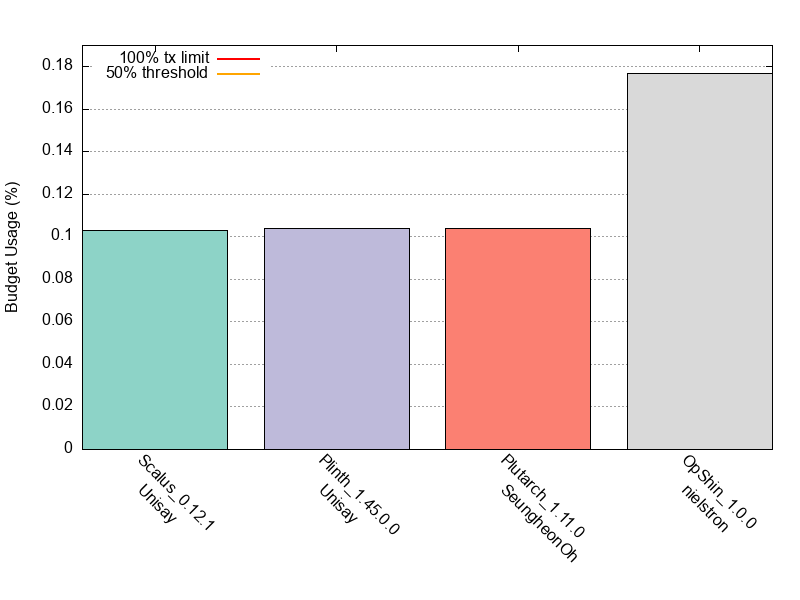 100% tx limit
50% threshold
Budget Usage (%)
0.18
0.16
0.14
0.12
0.1
0.08
0.06
0.04
0.02
0
Scalus_0.12.1
Unisay
Plinth_1.45.0.0
Unisay
Plutarch_1.11.0
SeungheonOh
OpShin_1.0.0
nielstron